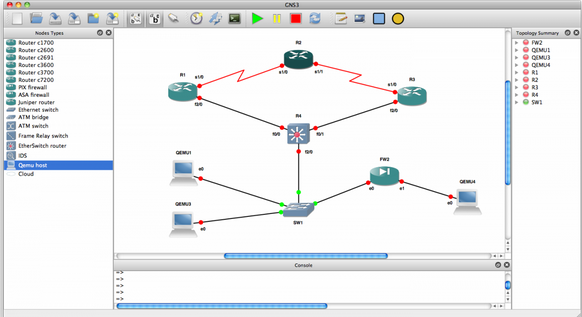 GNS3
Nodes Types
Router c1700
Router c2600
Router c2691
Router c3600
Router c3700
Router c7200
PIX firewall
ASA firewall
Juniper router
Ethernet switch
ATM bridge
ATM switch
Frame Relay switch
EtherSwitch router
IDS
Qemu host
Cloud
R2
s1/0
s1/1
R1
s1/0
f2/0
R3
s1/0
f2/0
R4
f0/0
f0/1
f2/0
QEMU1
e0
QEMU3
e0
SW1
FW2
e0
e1
QEMU4
e0
Topology Summary
FW2
QEMU1
QEMU3
QEMU4
R1
R2
R3
R4
SW1
Console
=>
=>
=>
=>
=>